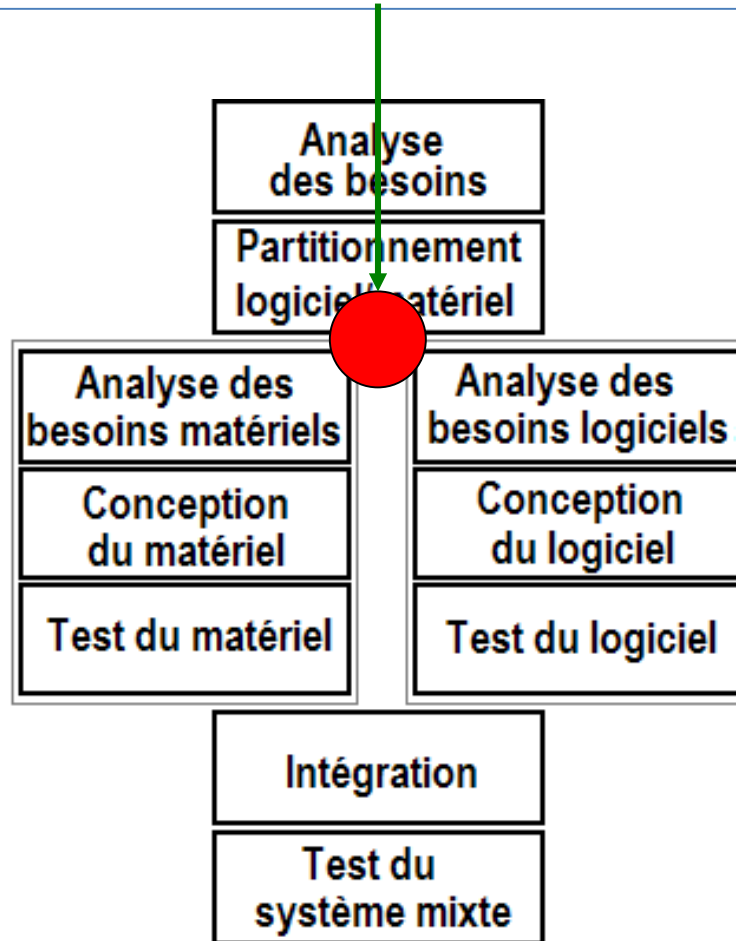 Analyse
des besoins
Partitionnement
logiciel/matériel
Analyse des
besoins matériels
Conception
du matériel
Test du matériel
Analyse des
besoins logiciels
Conception
du logiciel
Test du logiciel
Intégration
Test du
système mixte